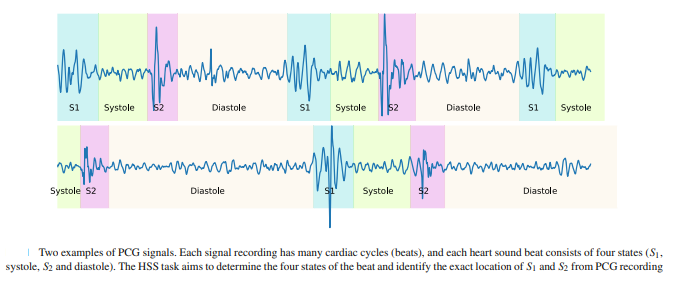 S1 Systole S2 Diastole S1 Systole S2 Diastole S1 Systole
Systole S2 Diastole S1 Systole S2 Diastole
Two examples of PCG signals. Each signal recording has many cardiac cycles (beats), and each heart sound beat consists of four states (S1,
systole, S2 and diastole). The HSS task aims to determine the four states of the beat and identify the exact location of S1 and S2 from PCG recording